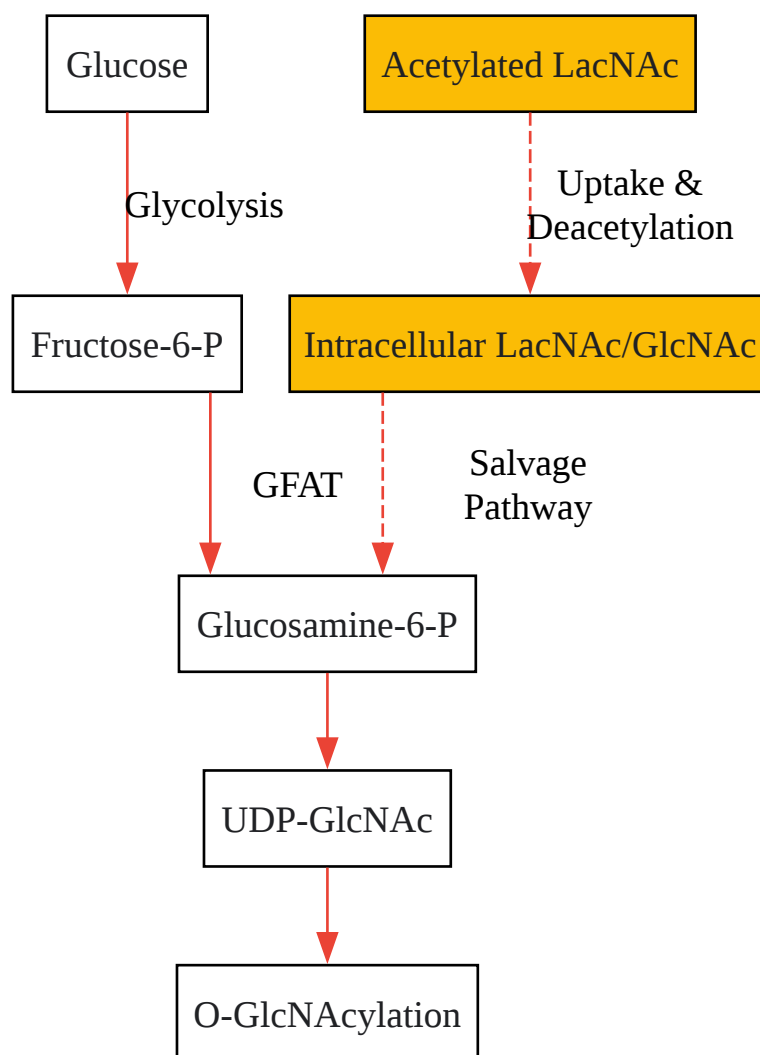 Glucose
Acetylated LacNAc
Glycolysis
Uptake &
Deacetylation
Fructose-6-P
Intracellular LacNAc/GlcNAc
GFAT
Salvage
Pathway
Glucosamine-6-P
UDP-GlcNAc
O-GlcNAcylation